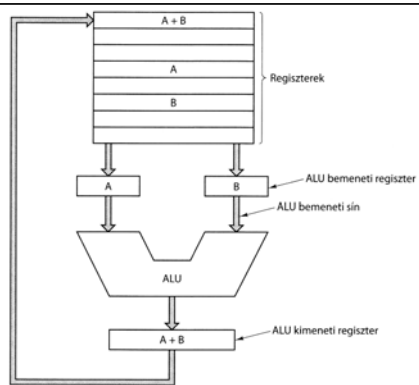 A + B
A
Regiszterek
B
A
B
ALU bemeneti regiszter
ALU bemeneti sín
ALU
A + B
ALU kimeneti regiszter